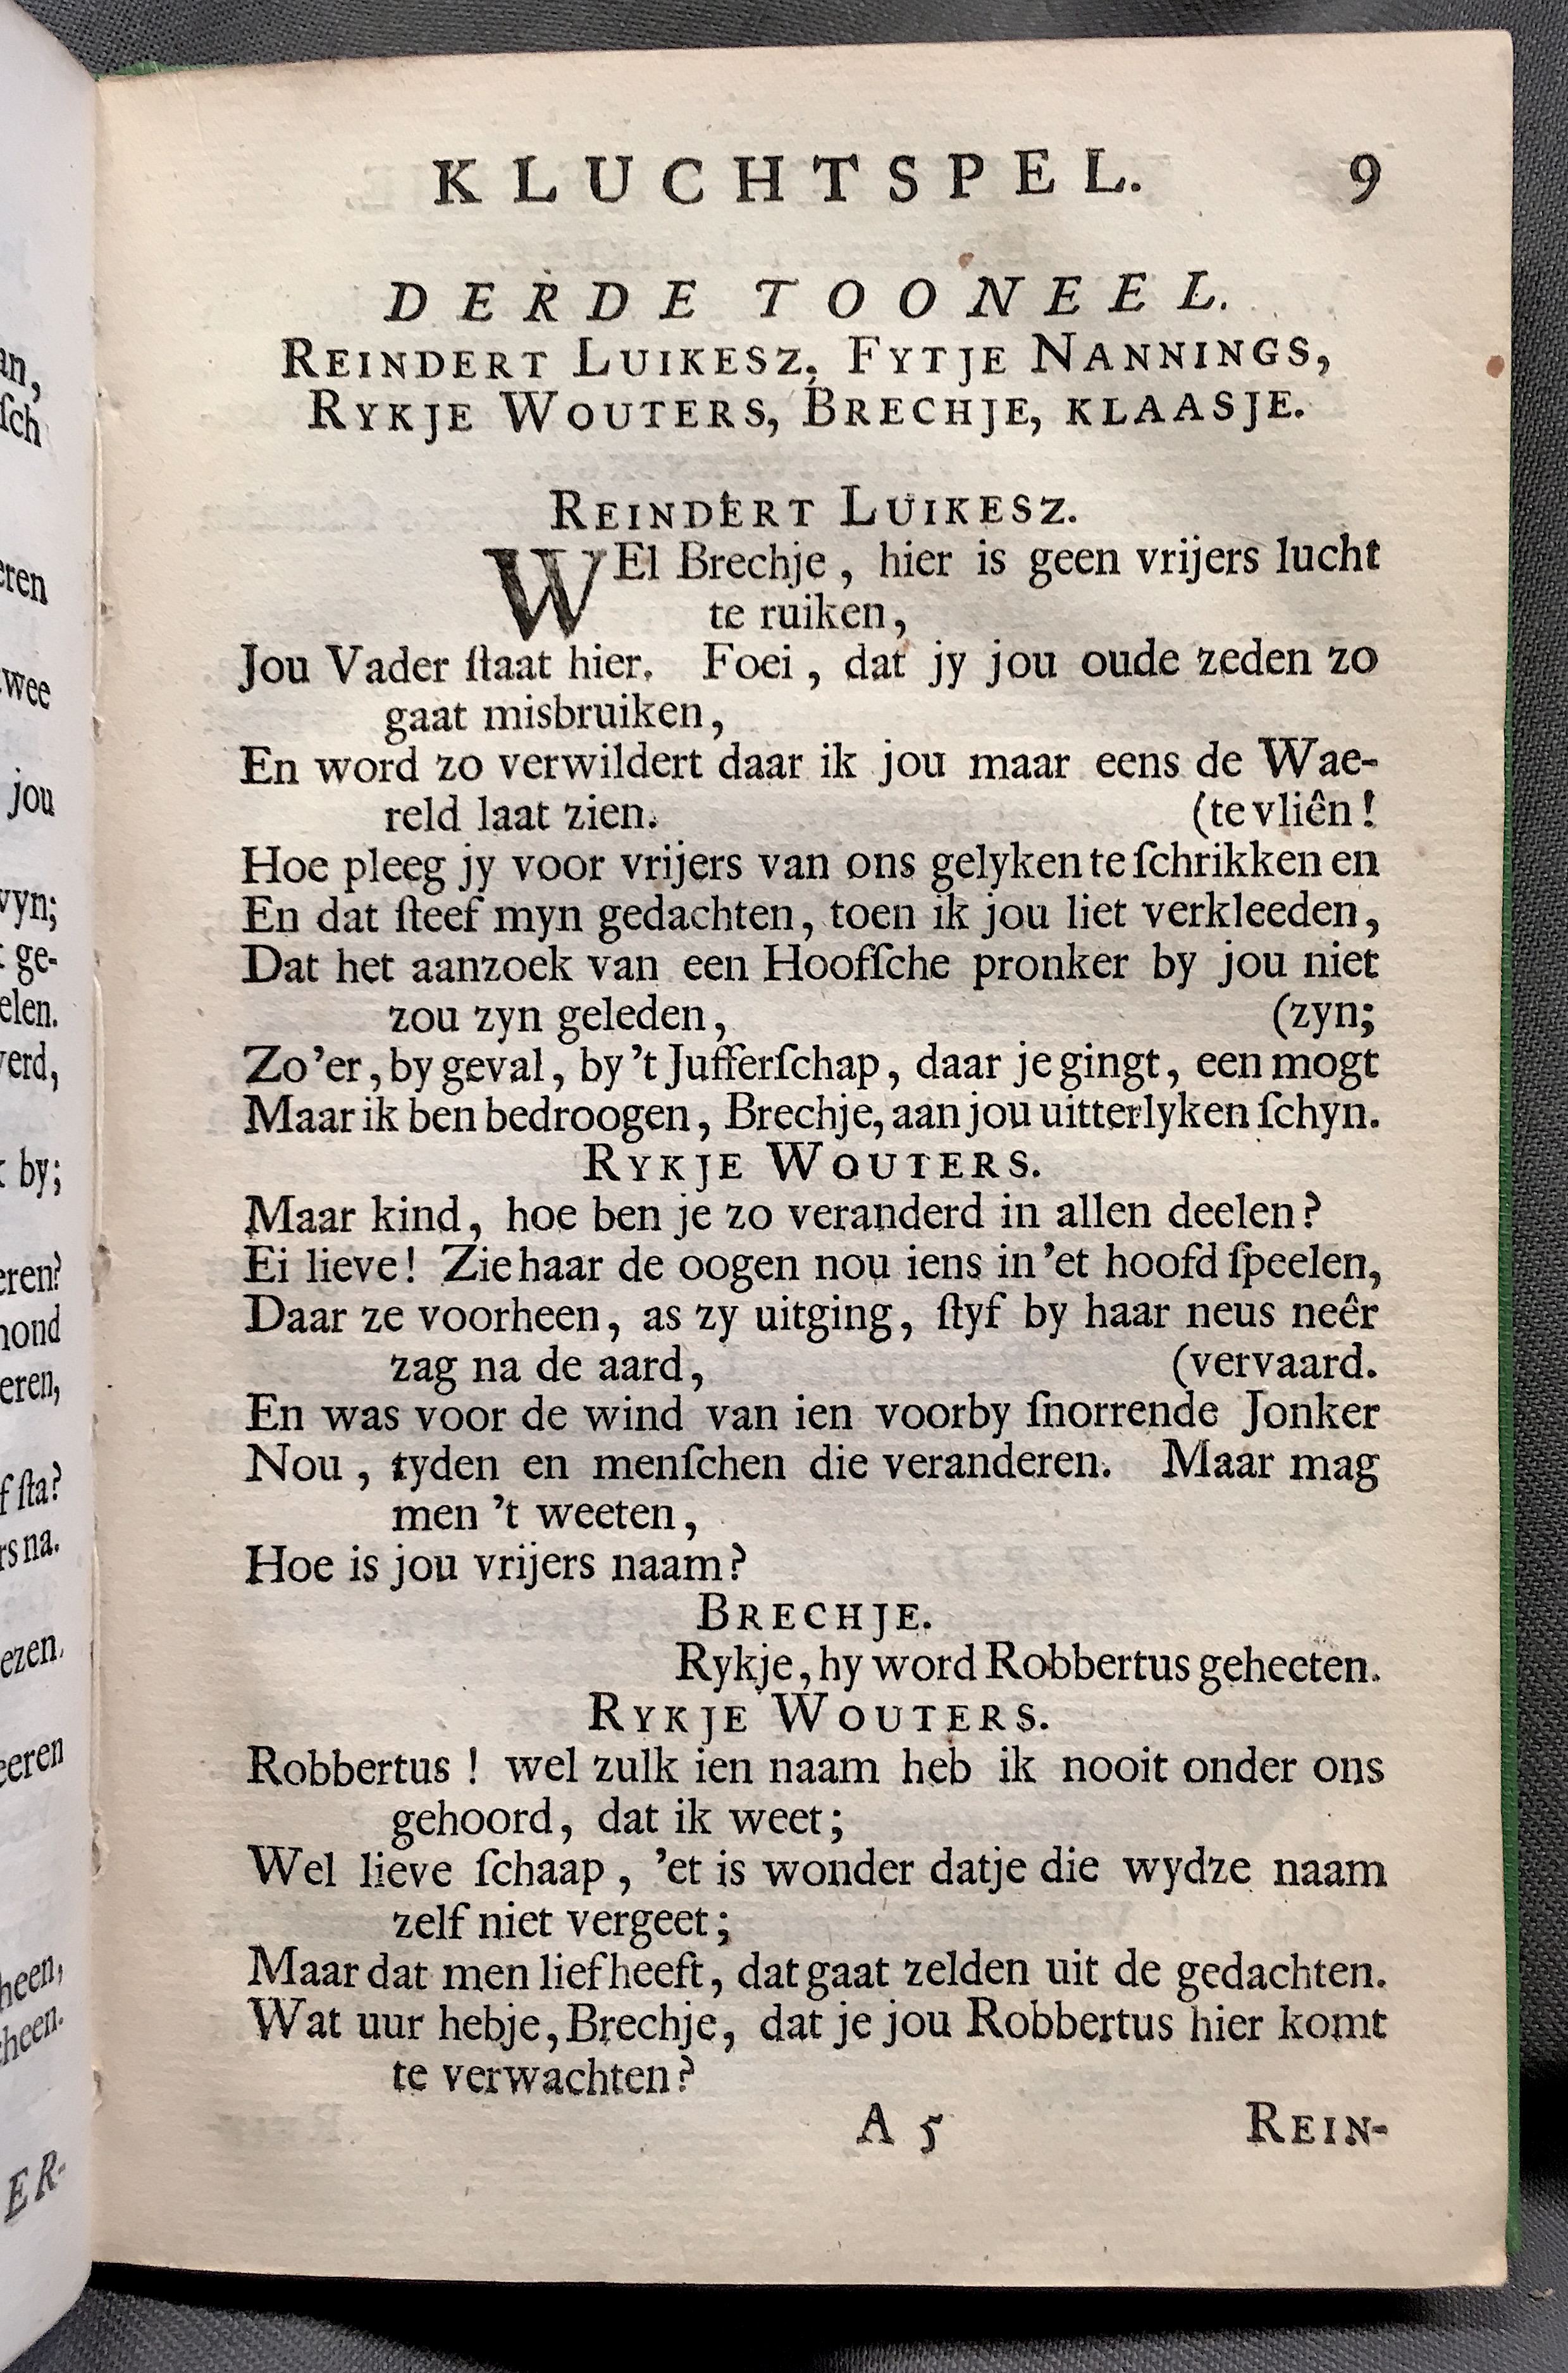 KLUCHTSPEL. 9
DERDE TOONEEL.
REINDERT LUIKESZ, FYTJE NANNINGS,
RYKJE WOUTERS, BRECHJE, KLAASJE.
REINDERT LUIKESZ.
WEl Brechje, hier is geen vrijers lucht
te ruiken,
Jou Vader ſtaat hier. Foei, dat jy jou oude zeden zo
gaat misbruiken,
En word zo verwildert daar ik jou maar eens de Wae-
reld laat zien. (te vliên!
Hoe pleeg jy voor vrijers van ons gelyken te ſchrikken en
En dat ſteef myn gedachten, toen ik jou liet verkleeden,
Dat het aanzoek van een Hoofſche pronker by jou niet
zou zyn geleden, (zyn;
Zo 'er, by geval, by 't Jufferſchap, daar je gingt, een mogt
Maar ik ben bedroogen, Brechje, aan jou uitterlyken ſchyn.
RYKJE WOUTERS.
Maar kind, hoe ben je zo veranderd in allen deelen?
Ei lieve! Zie haar de oogen nou iens in 'et hoofd ſpeelen,
Daar ze voorheen, as zy uitging, ſtyf by haar neus neêr
zag na de aard, (vervaard.
En was voor de wind van ien voorby ſnorrende Jonker
Nou, tyden en menſchen die veranderen. Maar mag
men 't weeten,
Hoe is jou vrijers naam?
BRECHJE.
Rykje, hy word Robbertus geheeten.
RYKJE WOUTERS.
Robbertus! wel zulk ien naam heb ik nooit onder ons
gehoord, dat ik weet;
Wel lieve ſchaap, 'et is wonder datje die wydze naam
zelf niet vergeet;
Maar dat men lief heeft, dat gaat zelden uit de gedachten.
Wat uur hebje, Brechje, dat je jou Robbertus hier komt
te verwachten?
A 5 REIN-